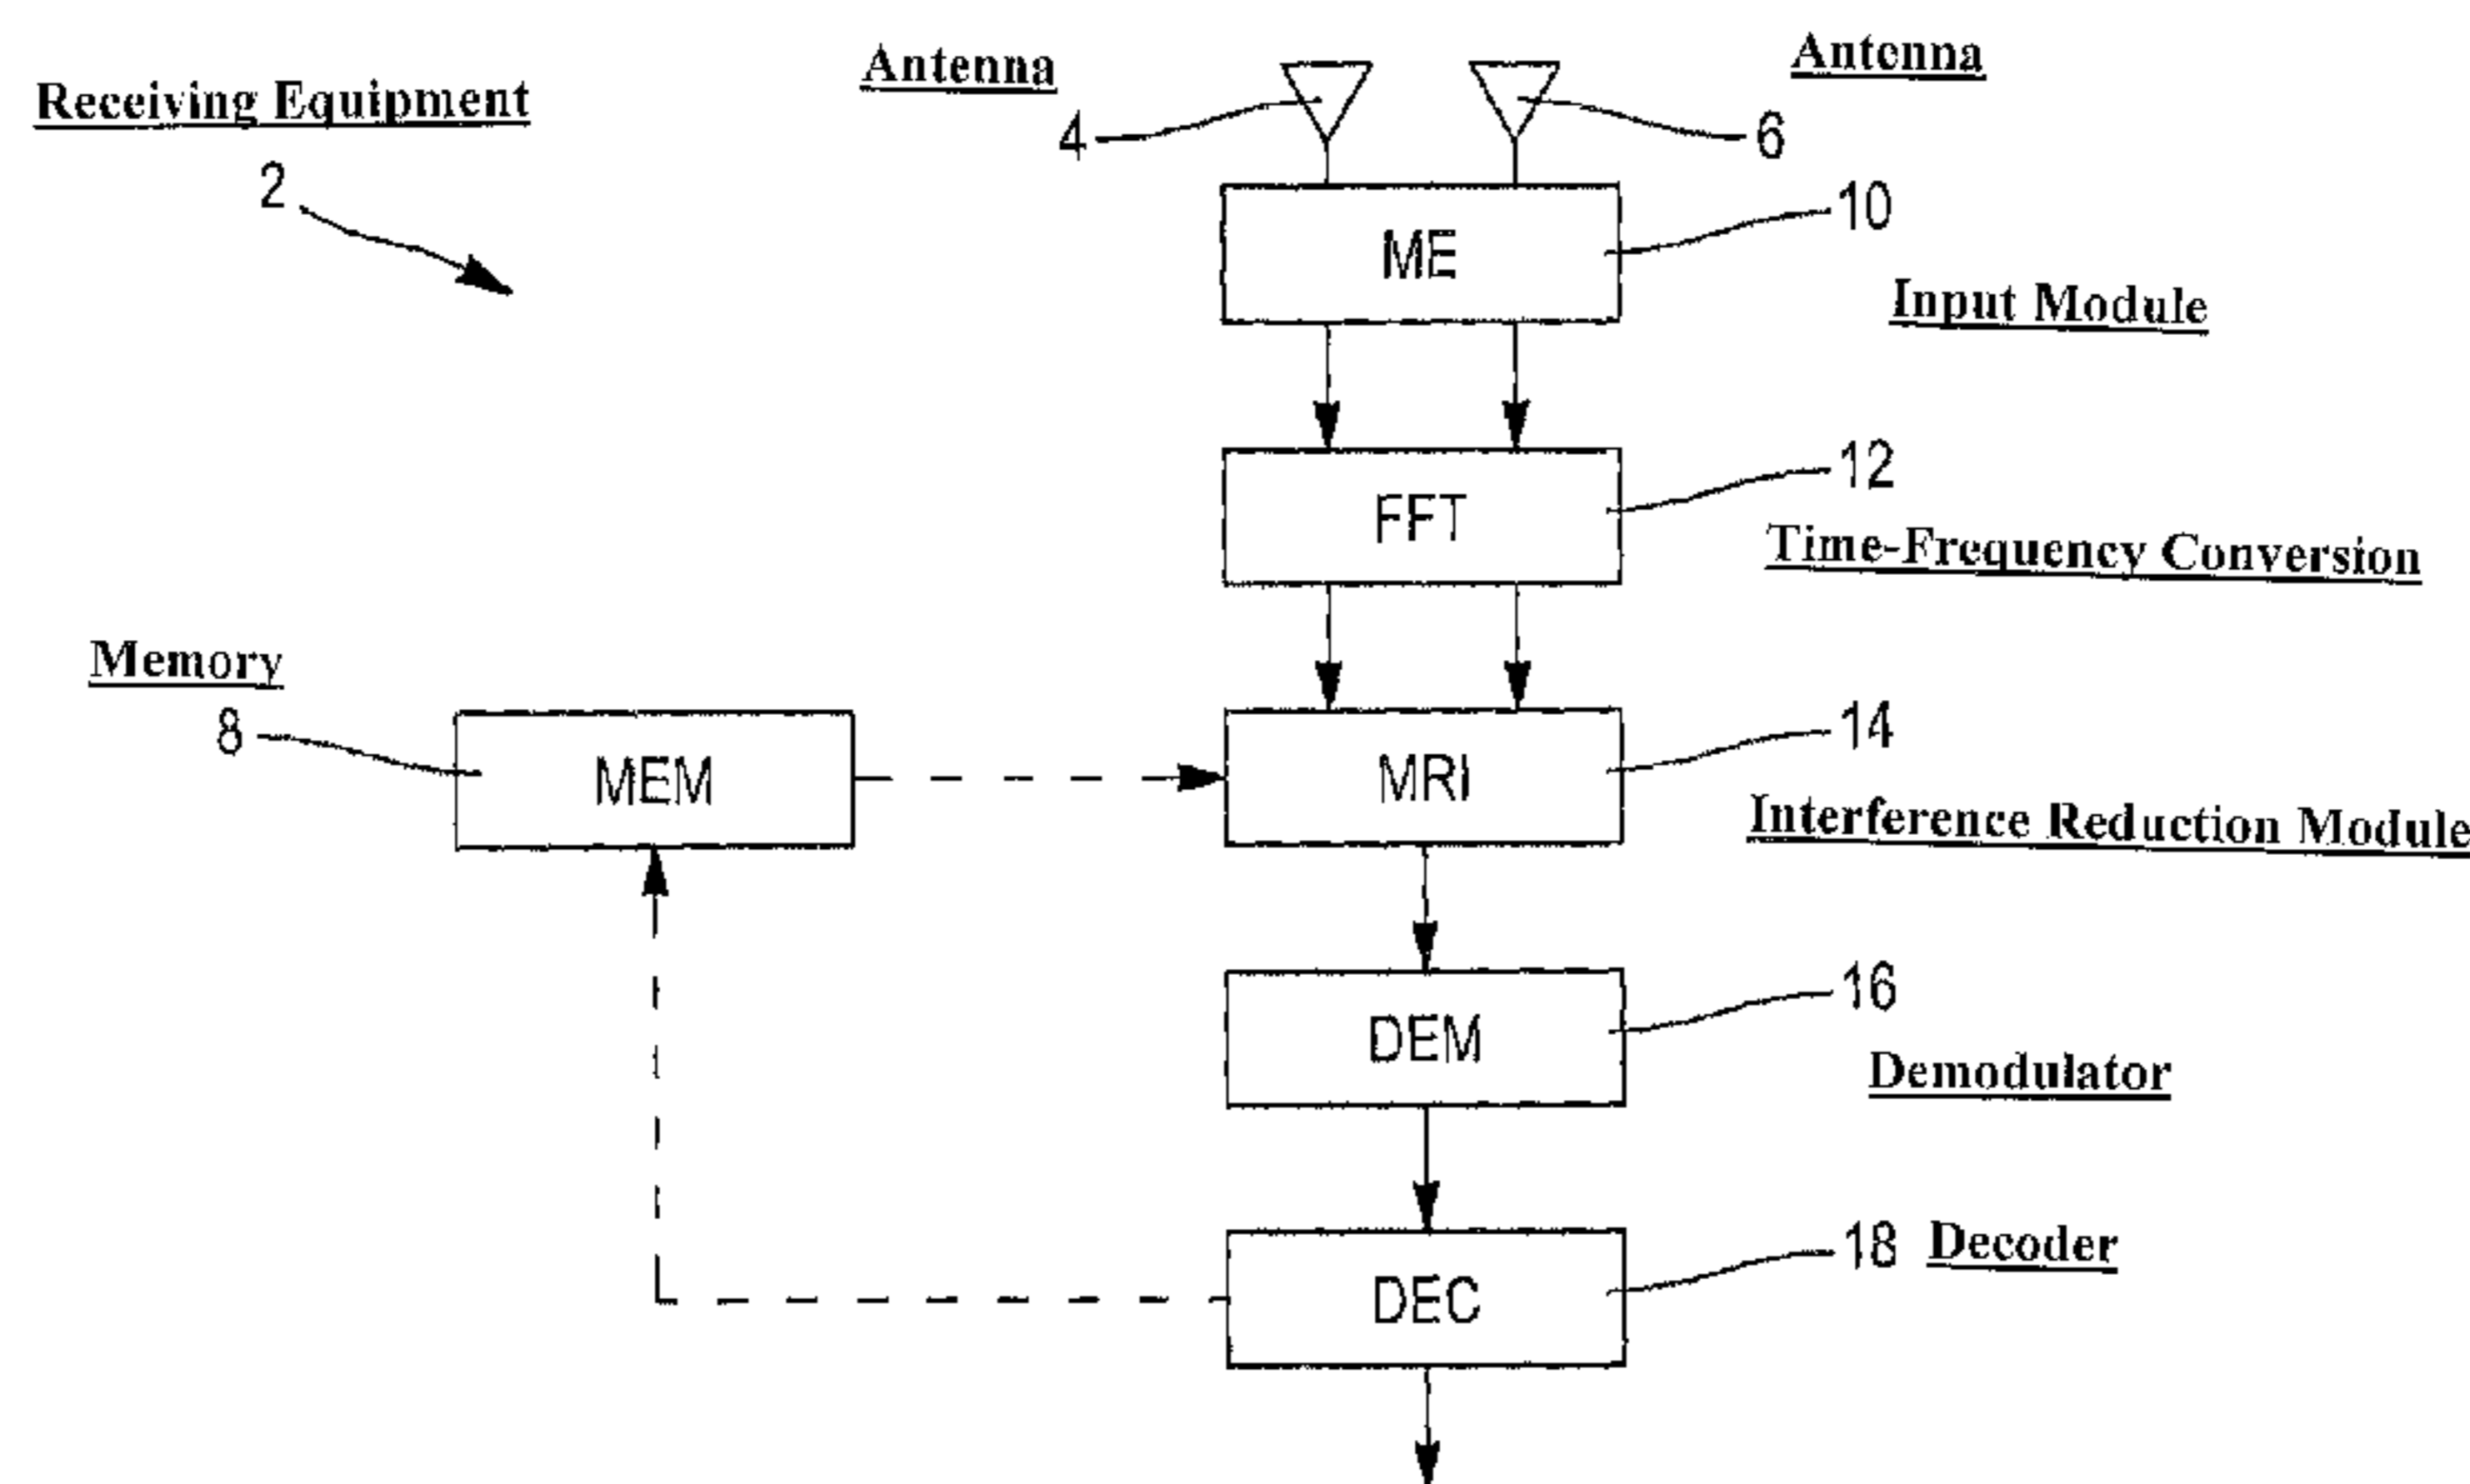 Receiving Equipment
2
Antenna
4
Antenna
6
ME
10
Input Module
FFT
12
Time-Frequency Conversion
Memory
8
MEM
MRI
14
Interference Reduction Module
DEM
16
Demodulator
DEC
18 Decoder